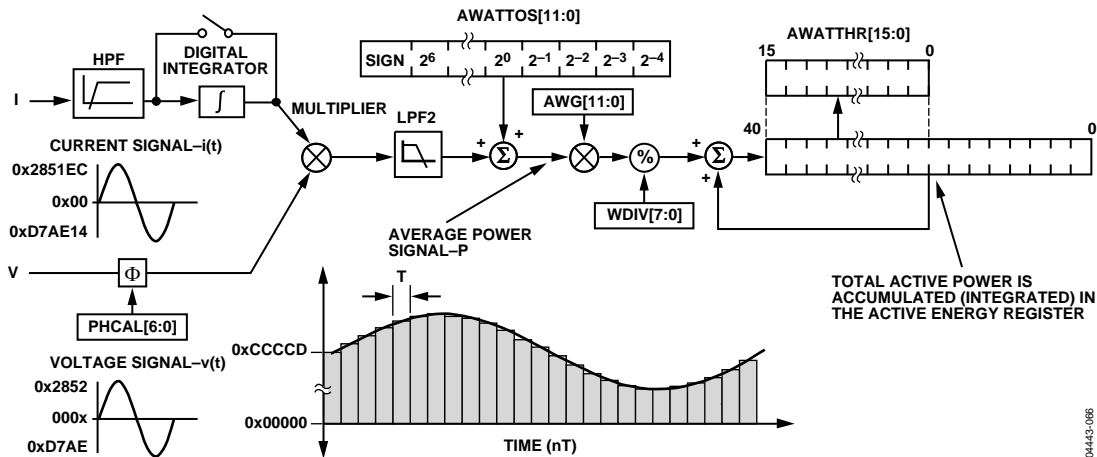 AWATTOS[11:0]
SIGN 2⁶ 2⁰ 2⁻¹ 2⁻² 2⁻³ 2⁻⁴
AWATTHR[15:0]
15 0
HPF
DIGITAL
INTEGRATOR
I
∫
MULTIPLIER
LPF2
+ +
Σ
AWG[11:0]
%
WDIV[7:0]
+
Σ
+
40 0
CURRENT SIGNAL–i(t)
0x2851EC
0x00
0xD7AE14
V
Φ
PHCAL[6:0]
AVERAGE POWER
SIGNAL–P
T
TOTAL ACTIVE POWER IS
ACCUMULATED (INTEGRATED) IN
THE ACTIVE ENERGY REGISTER
VOLTAGE SIGNAL–v(t)
0x2852
000x
0xD7AE
0xCCCCD
0x00000
TIME (nT)
04443-066